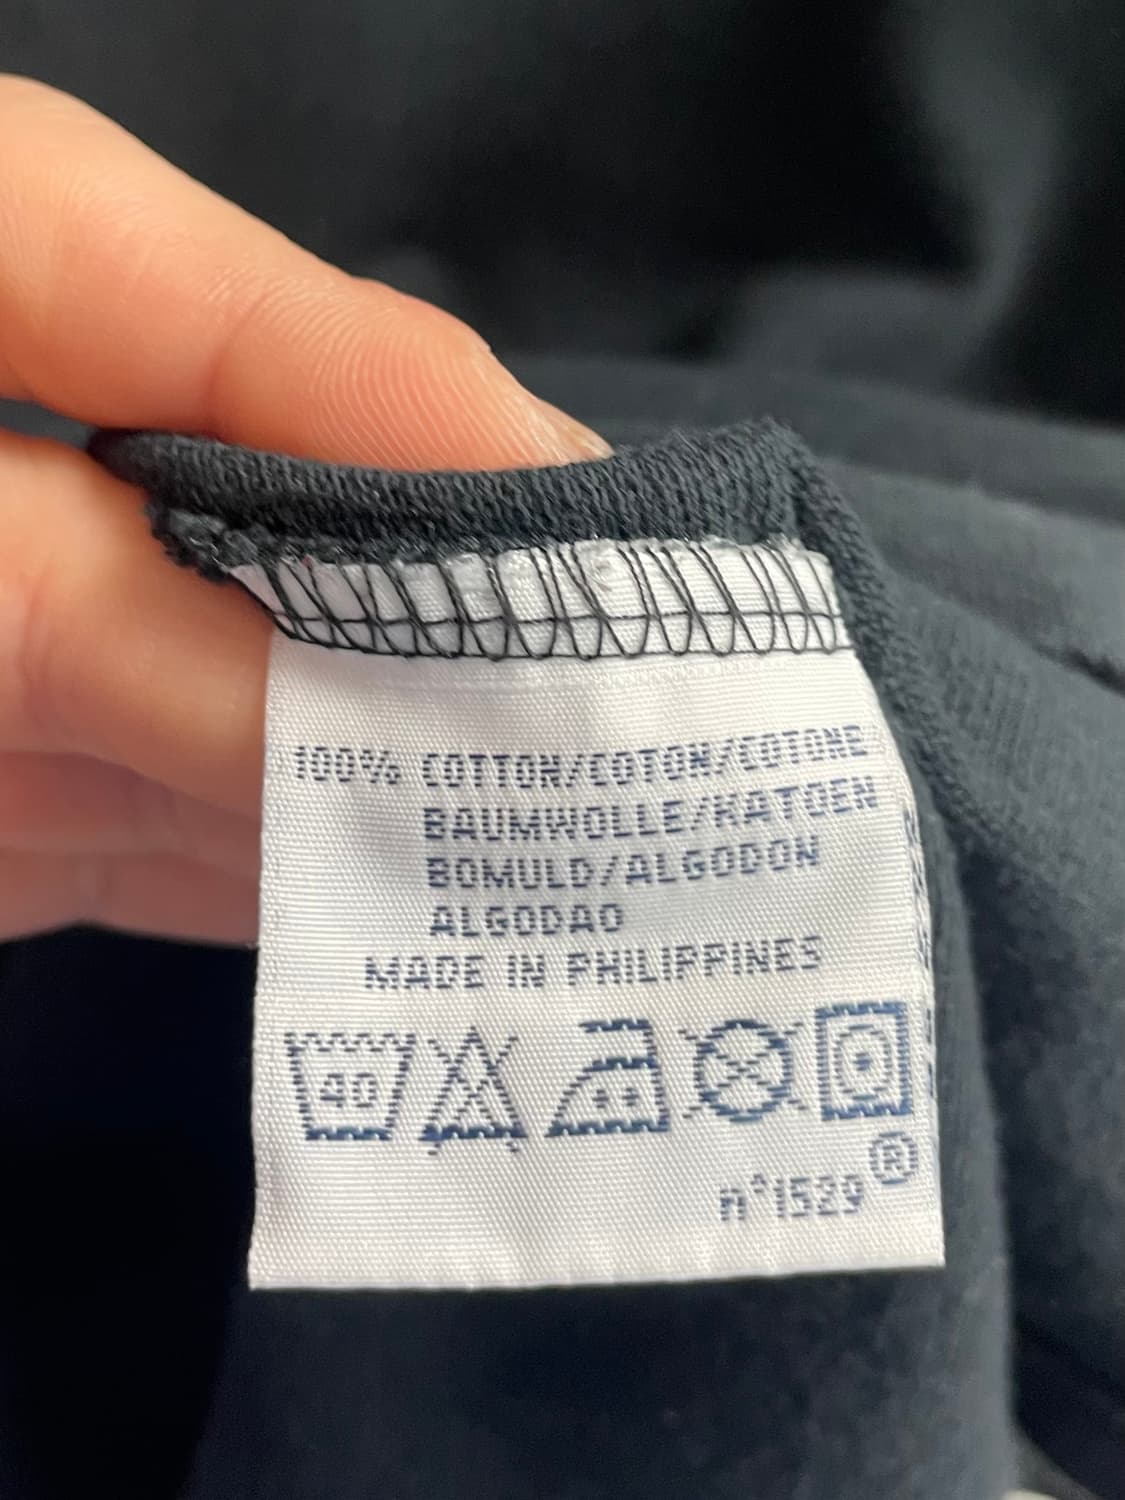 100% COTTON/COTON/COTONE
BAUMWOLLE/KATOEN
BOMULD/ALGODON
ALGODAO
MADE IN PHILIPPINES
40
®
n°1529